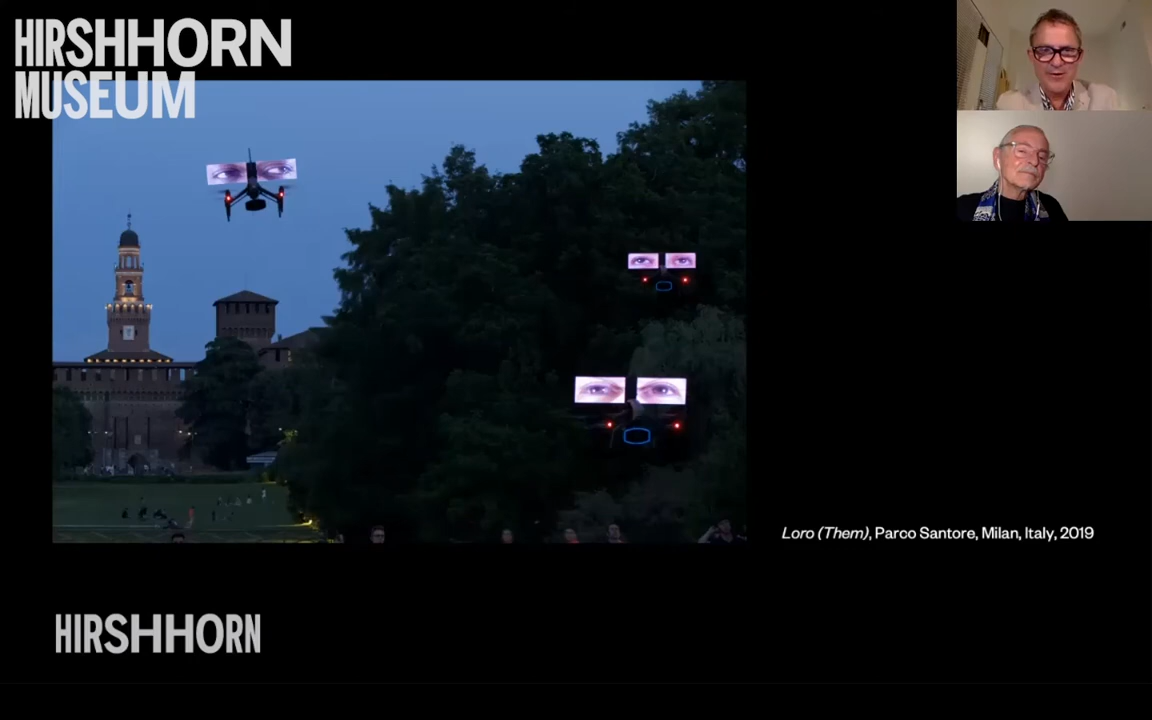 HIRSHHORN
MUSEUM
Loro (Them), Parco Santore, Milan, Italy, 2019
HIRSHHORN